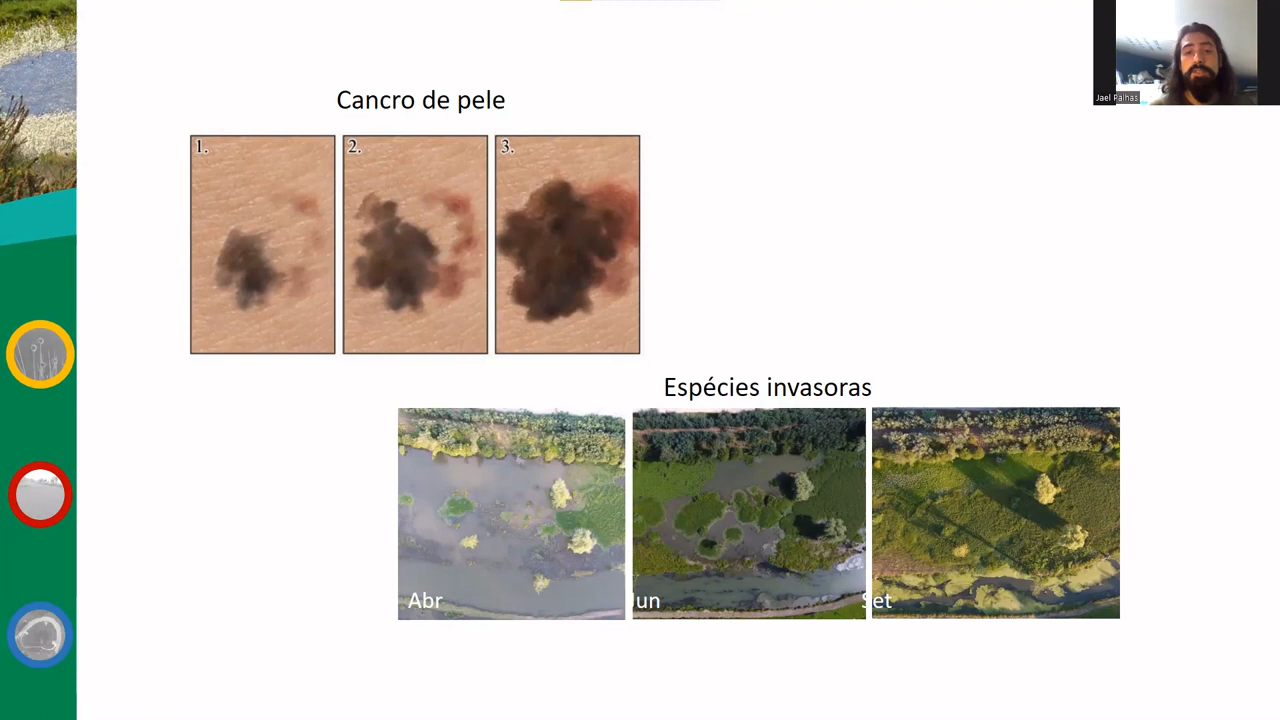 Jael Palhas
Cancro de pele
1.
2.
3.
Espécies invasoras
Abr
Jun
Set